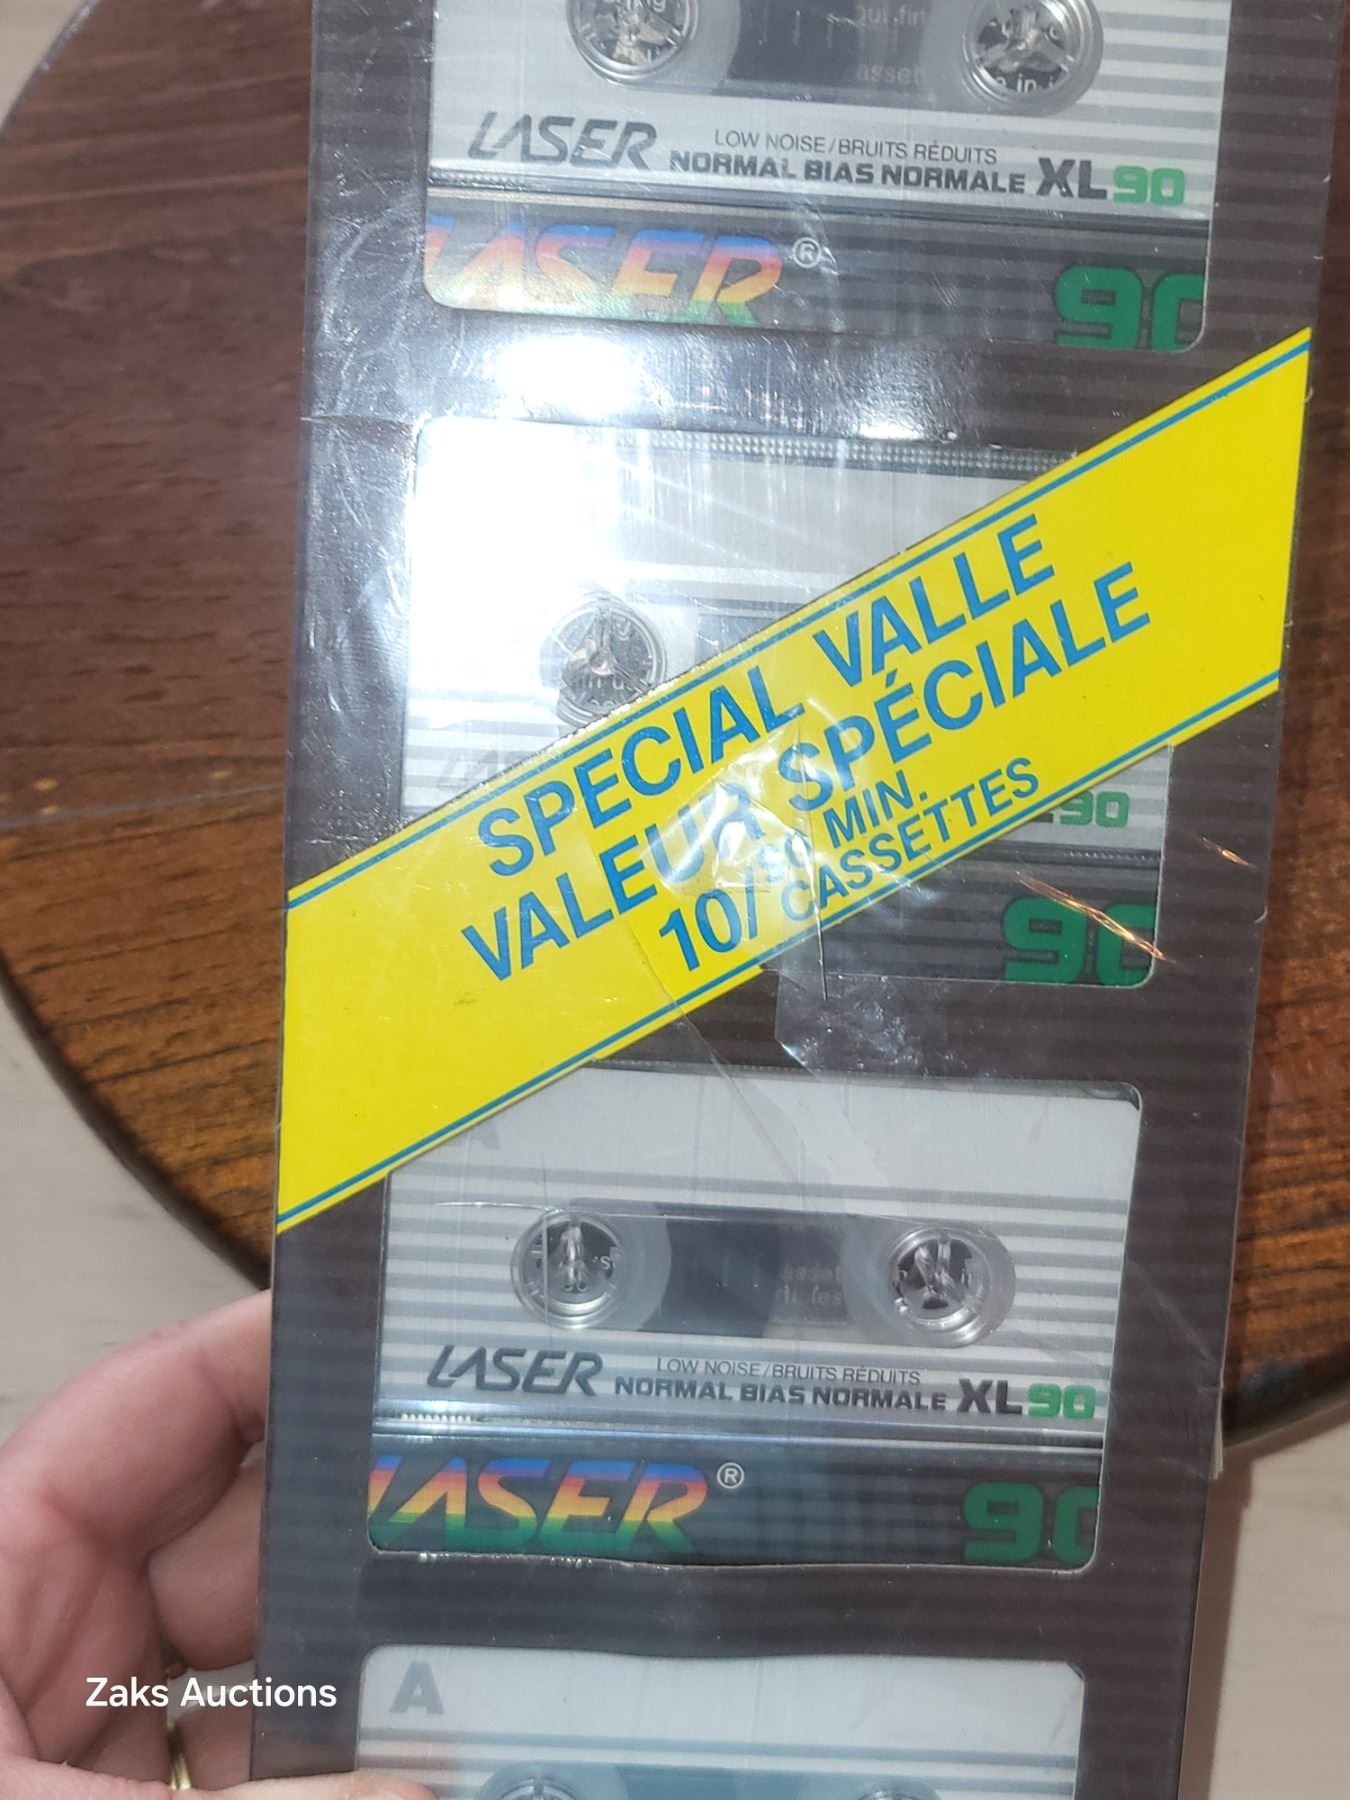 LASER
LOW NOISE/BRUITS RÉDUITS
NORMAL BIAS NORMALE XL90
LASER® 90
SPECIAL VALLE
VALEUR SPÉCIALE
10/90 MIN.
CASSETTES
90
90
LASER
LOW NOISE/BRUITS RÉDUITS
NORMAL BIAS NORMALE XL90
LASER® 90
A
Zaks Auctions